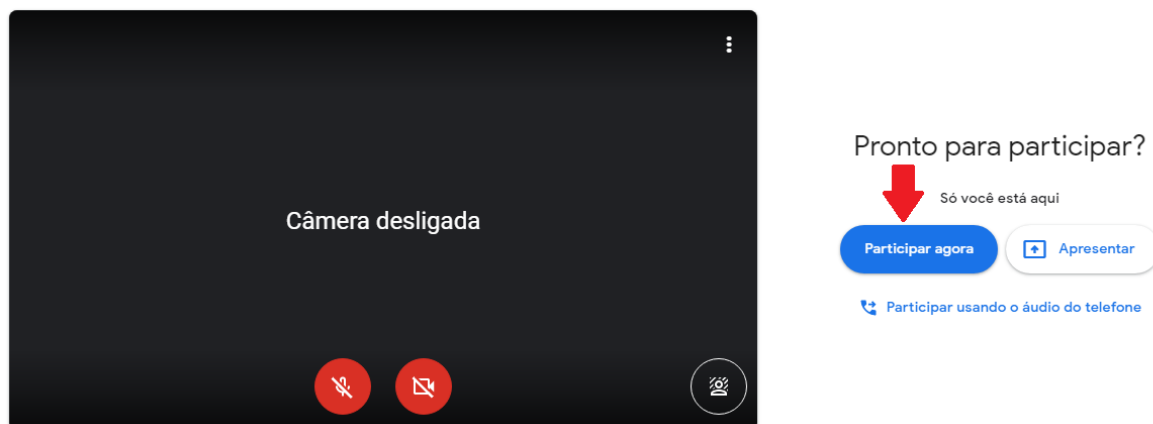 Câmera desligada
Pronto para participar?
Só você está aqui
Participar agora
Apresentar
Participar usando o áudio do telefone